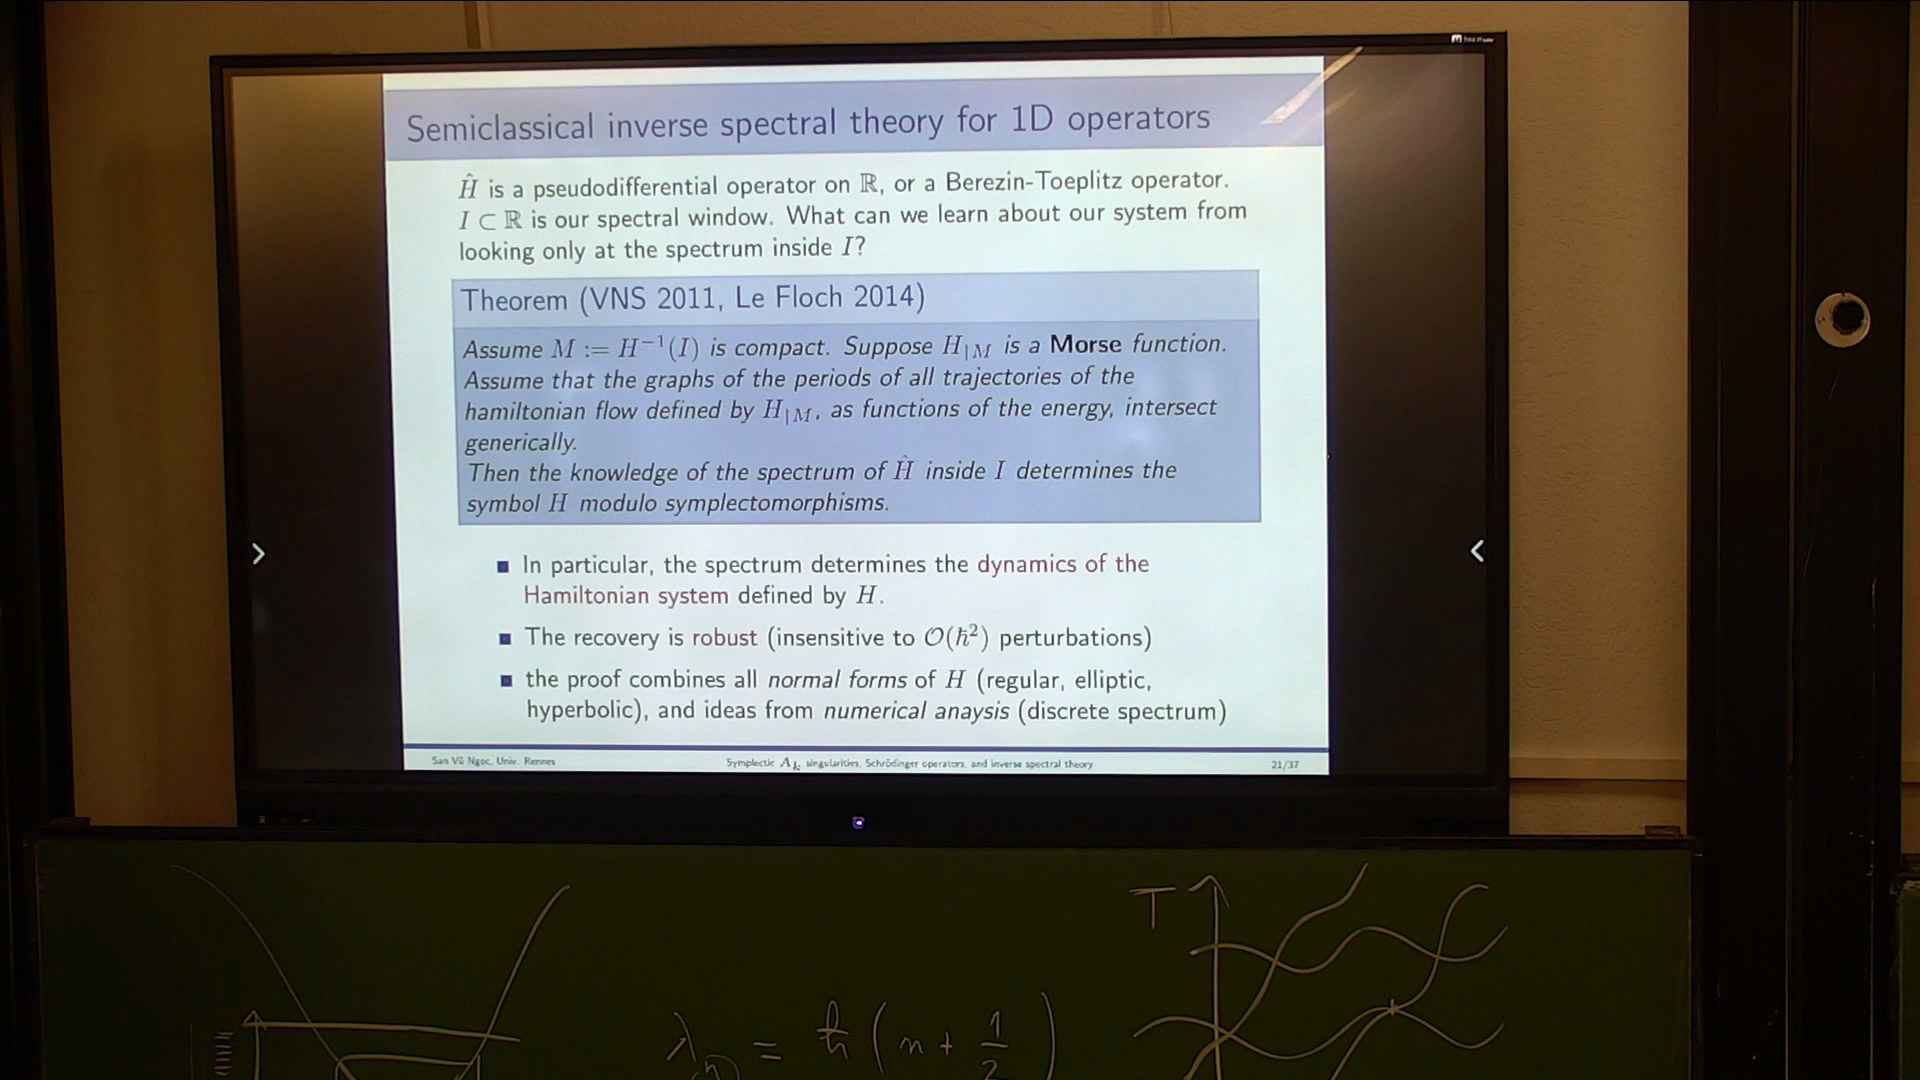 Semiclassical inverse spectral theory for 1D operators
Ĥ is a pseudodifferential operator on ℝ, or a Berezin-Toeplitz operator.
I ⊂ ℝ is our spectral window. What can we learn about our system from
looking only at the spectrum inside I?
Theorem (VNS 2011, Le Floch 2014)
Assume M := H⁻¹(I) is compact. Suppose H|M is a Morse function.
Assume that the graphs of the periods of all trajectories of the
hamiltonian flow defined by H|M, as functions of the energy, intersect
generically.
Then the knowledge of the spectrum of Ĥ inside I determines the
symbol H modulo symplectomorphisms.
■ In particular, the spectrum determines the dynamics of the
Hamiltonian system defined by H.
■ The recovery is robust (insensitive to O(ħ²) perturbations)
■ the proof combines all normal forms of H (regular, elliptic,
hyperbolic), and ideas from numerical anaysis (discrete spectrum)
San Vũ Ngọc, Univ. Rennes Symplectic Aₖ singularities, Schrödinger operators, and inverse spectral theory 21/37
T
λₙ = ħ(n + 1/2)